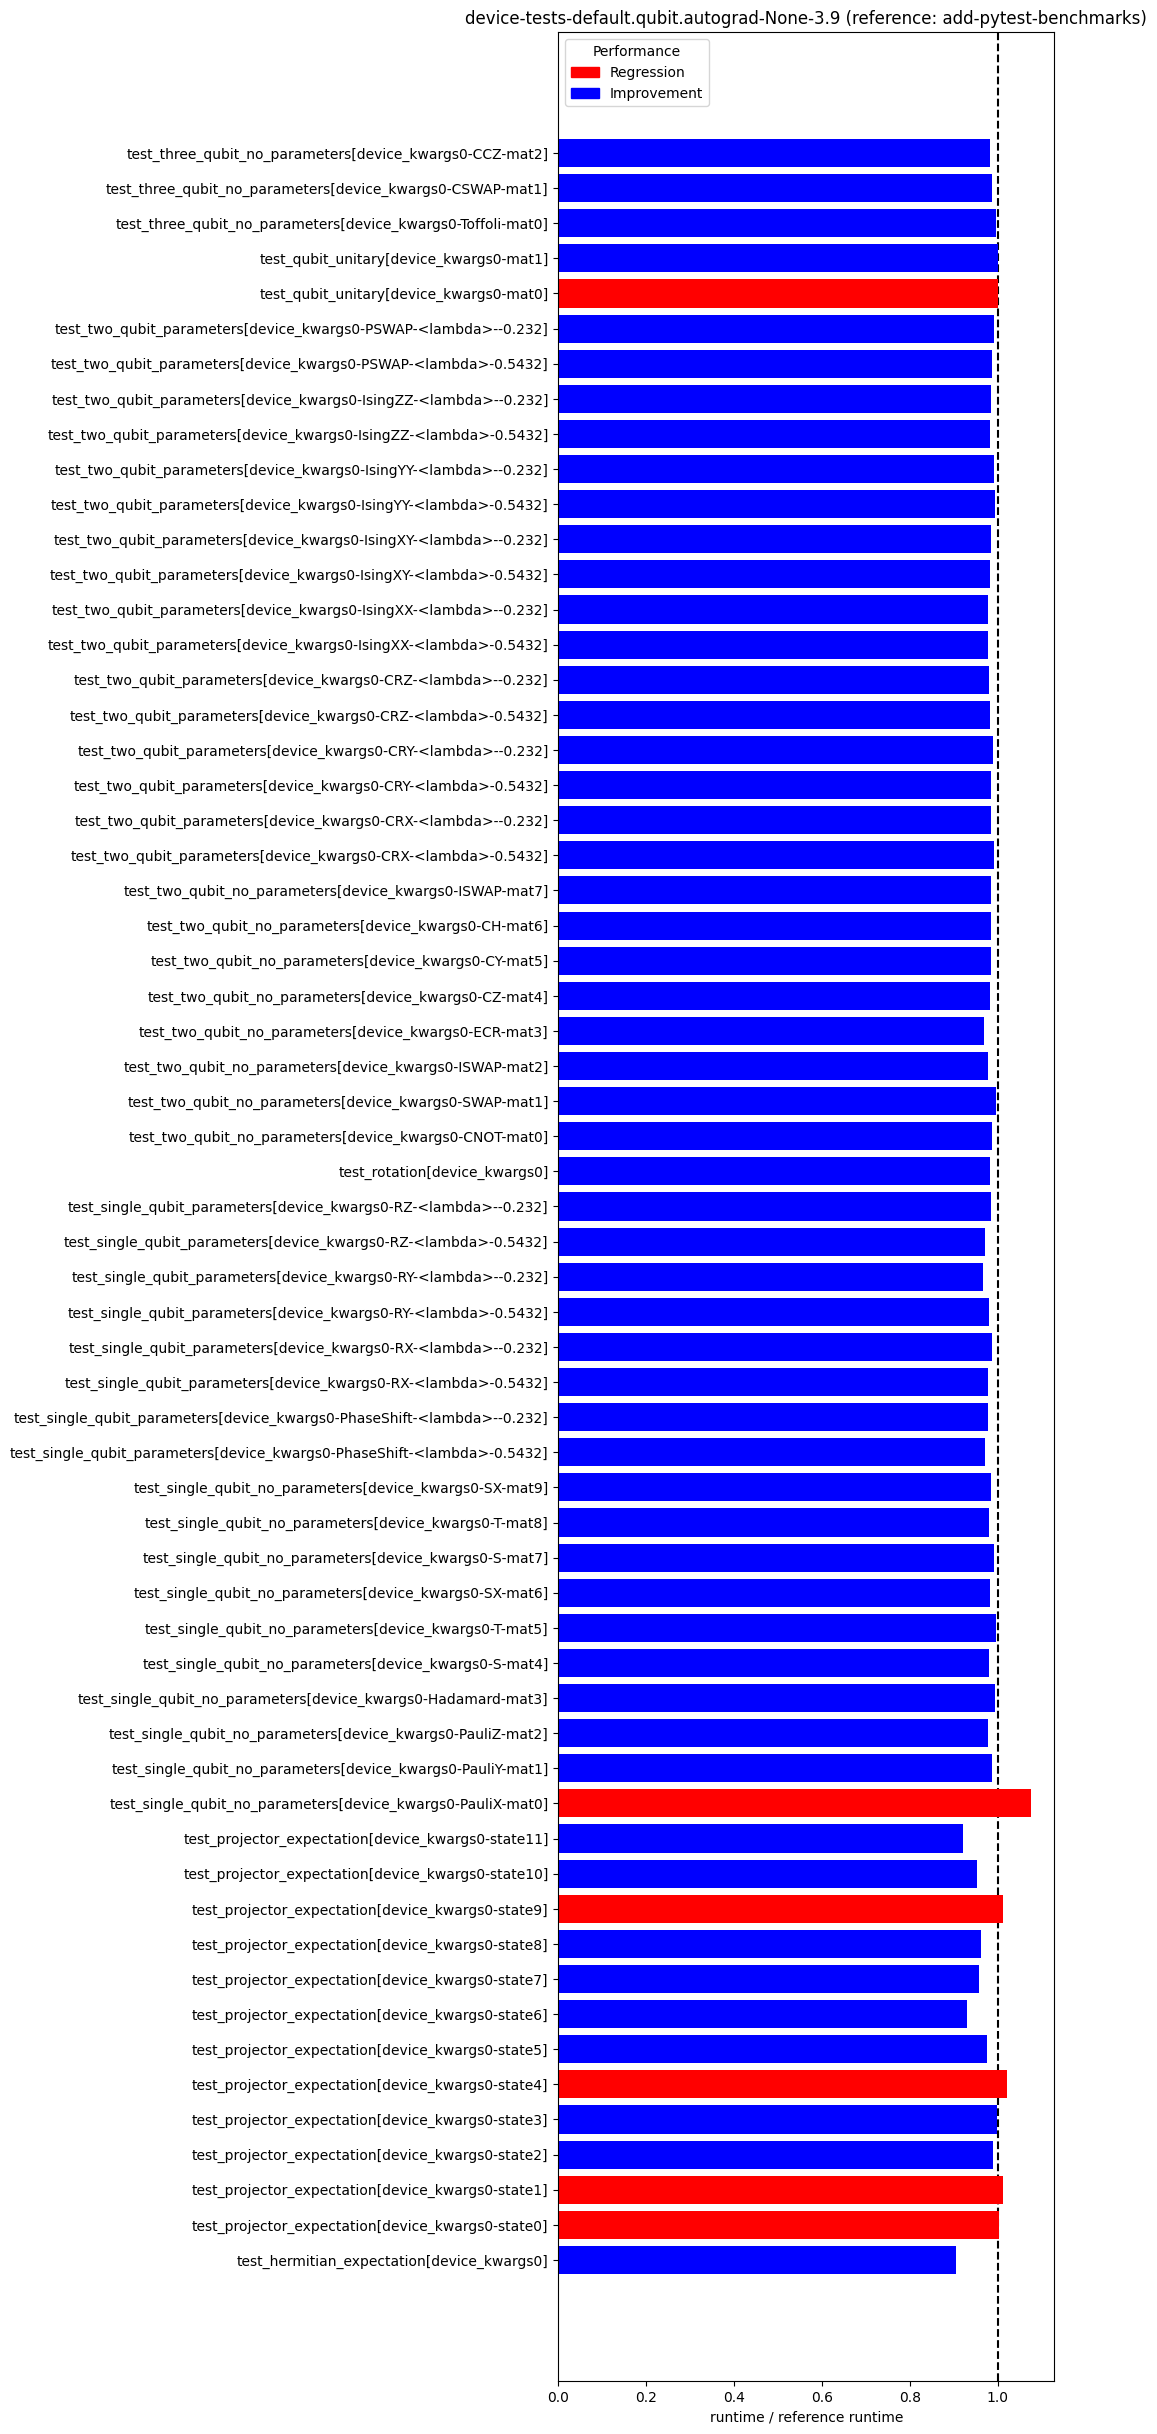 device-tests-default.qubit.autograd-None-3.9 (reference: add-pytest-benchmarks)
Performance
Regression
Improvement
test_three_qubit_no_parameters[device_kwargs0-CCZ-mat2]
test_three_qubit_no_parameters[device_kwargs0-CSWAP-mat1]
test_three_qubit_no_parameters[device_kwargs0-Toffoli-mat0]
test_qubit_unitary[device_kwargs0-mat1]
test_qubit_unitary[device_kwargs0-mat0]
test_two_qubit_parameters[device_kwargs0-PSWAP-<lambda>--0.232]
test_two_qubit_parameters[device_kwargs0-PSWAP-<lambda>-0.5432]
test_two_qubit_parameters[device_kwargs0-IsingZZ-<lambda>--0.232]
test_two_qubit_parameters[device_kwargs0-IsingZZ-<lambda>-0.5432]
test_two_qubit_parameters[device_kwargs0-IsingYY-<lambda>--0.232]
test_two_qubit_parameters[device_kwargs0-IsingYY-<lambda>-0.5432]
test_two_qubit_parameters[device_kwargs0-IsingXY-<lambda>--0.232]
test_two_qubit_parameters[device_kwargs0-IsingXY-<lambda>-0.5432]
test_two_qubit_parameters[device_kwargs0-IsingXX-<lambda>--0.232]
test_two_qubit_parameters[device_kwargs0-IsingXX-<lambda>-0.5432]
test_two_qubit_parameters[device_kwargs0-CRZ-<lambda>--0.232]
test_two_qubit_parameters[device_kwargs0-CRZ-<lambda>-0.5432]
test_two_qubit_parameters[device_kwargs0-CRY-<lambda>--0.232]
test_two_qubit_parameters[device_kwargs0-CRY-<lambda>-0.5432]
test_two_qubit_parameters[device_kwargs0-CRX-<lambda>--0.232]
test_two_qubit_parameters[device_kwargs0-CRX-<lambda>-0.5432]
test_two_qubit_no_parameters[device_kwargs0-ISWAP-mat7]
test_two_qubit_no_parameters[device_kwargs0-CH-mat6]
test_two_qubit_no_parameters[device_kwargs0-CY-mat5]
test_two_qubit_no_parameters[device_kwargs0-CZ-mat4]
test_two_qubit_no_parameters[device_kwargs0-ECR-mat3]
test_two_qubit_no_parameters[device_kwargs0-ISWAP-mat2]
test_two_qubit_no_parameters[device_kwargs0-SWAP-mat1]
test_two_qubit_no_parameters[device_kwargs0-CNOT-mat0]
test_rotation[device_kwargs0]
test_single_qubit_parameters[device_kwargs0-RZ-<lambda>--0.232]
test_single_qubit_parameters[device_kwargs0-RZ-<lambda>-0.5432]
test_single_qubit_parameters[device_kwargs0-RY-<lambda>--0.232]
test_single_qubit_parameters[device_kwargs0-RY-<lambda>-0.5432]
test_single_qubit_parameters[device_kwargs0-RX-<lambda>--0.232]
test_single_qubit_parameters[device_kwargs0-RX-<lambda>-0.5432]
test_single_qubit_parameters[device_kwargs0-PhaseShift-<lambda>--0.232]
test_single_qubit_parameters[device_kwargs0-PhaseShift-<lambda>-0.5432]
test_single_qubit_no_parameters[device_kwargs0-SX-mat9]
test_single_qubit_no_parameters[device_kwargs0-T-mat8]
test_single_qubit_no_parameters[device_kwargs0-S-mat7]
test_single_qubit_no_parameters[device_kwargs0-SX-mat6]
test_single_qubit_no_parameters[device_kwargs0-T-mat5]
test_single_qubit_no_parameters[device_kwargs0-S-mat4]
test_single_qubit_no_parameters[device_kwargs0-Hadamard-mat3]
test_single_qubit_no_parameters[device_kwargs0-PauliZ-mat2]
test_single_qubit_no_parameters[device_kwargs0-PauliY-mat1]
test_single_qubit_no_parameters[device_kwargs0-PauliX-mat0]
test_projector_expectation[device_kwargs0-state11]
test_projector_expectation[device_kwargs0-state10]
test_projector_expectation[device_kwargs0-state9]
test_projector_expectation[device_kwargs0-state8]
test_projector_expectation[device_kwargs0-state7]
test_projector_expectation[device_kwargs0-state6]
test_projector_expectation[device_kwargs0-state5]
test_projector_expectation[device_kwargs0-state4]
test_projector_expectation[device_kwargs0-state3]
test_projector_expectation[device_kwargs0-state2]
test_projector_expectation[device_kwargs0-state1]
test_projector_expectation[device_kwargs0-state0]
test_hermitian_expectation[device_kwargs0]
0.0 0.2 0.4 0.6 0.8 1.0
runtime / reference runtime